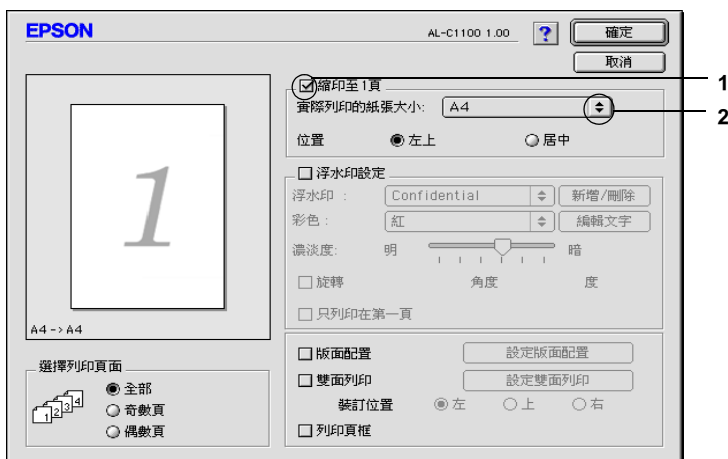 EPSON
AL-C1100 1.00
?
確定
取消
縮印至1頁
1
實際列印的紙張大小: A4
2
位置 左上 居中
浮水印設定
浮水印 : Confidential 新增/刪除
彩色 : 紅 編輯文字
濃淡度: 明 暗
旋轉 角度 度
只列印在第一頁
1
A4 -> A4
選擇列印頁面
1 2 3 4
全部
奇數頁
偶數頁
版面配置 設定版面配置
雙面列印 設定雙面列印
裝訂位置 左 上 右
列印頁框